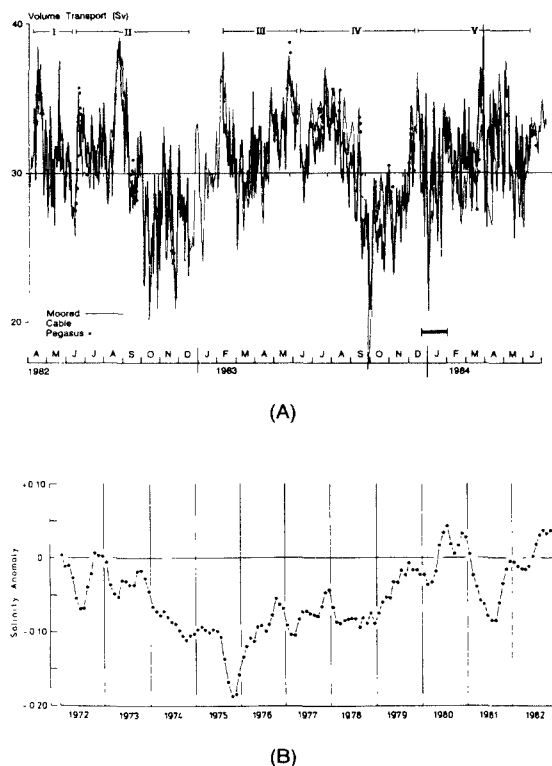 Volume Transport (Sv)
40
I II III IV V
30
20
Moored
Cable
Pegasus
A M J J A S O N D J F M A M J J A S O N D J F M A M J
1982 1983 1984
(A)
+0.10
0
-0.10
-0.20
Salinity Anomaly
1972 1973 1974 1975 1976 1977 1978 1979 1980 1981 1982
(B)